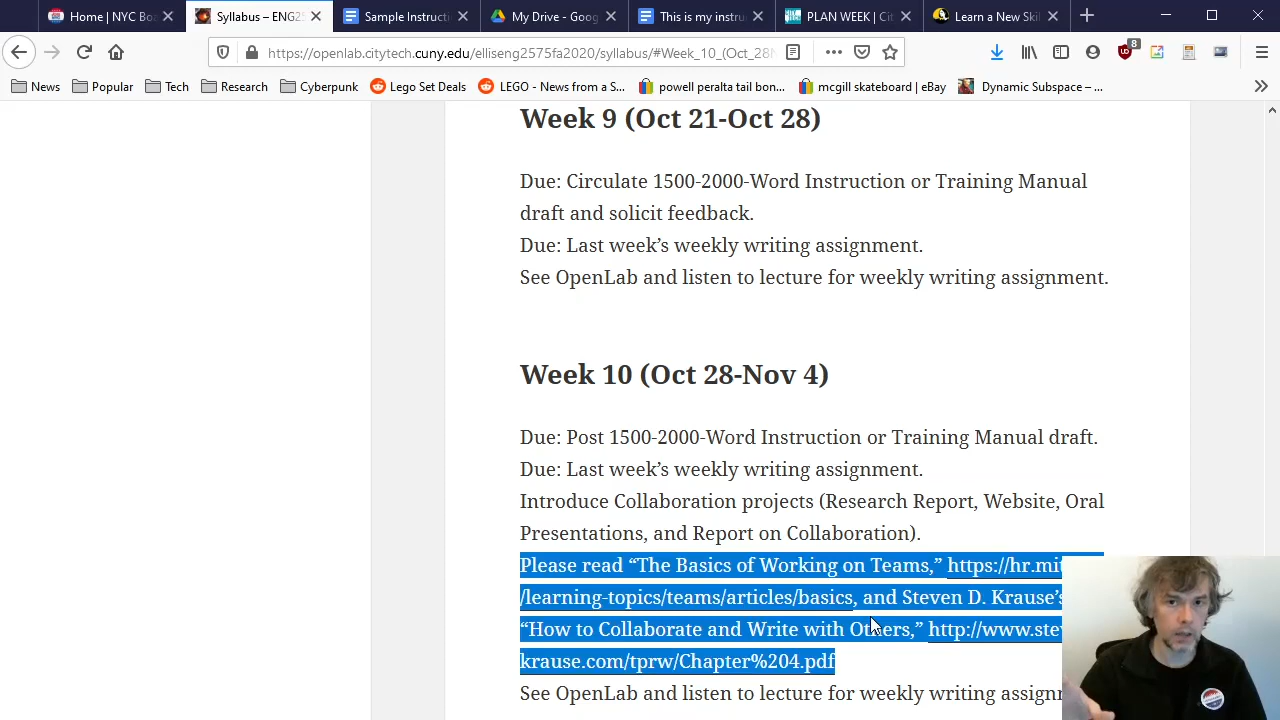 Home | NYC Boa
Syllabus – ENG25
Sample Instructi
My Drive - Goog
This is my instru
PLAN WEEK | Cit
Learn a New Skil
https://openlab.citytech.cuny.edu/elliseng2575fa2020/syllabus/#Week_10_(Oct_28
8
News
Popular
Tech
Research
Cyberpunk
Lego Set Deals
LEGO - News from a S...
powell peralta tail bon...
mcgill skateboard | eBay
Dynamic Subspace – ...
Week 9 (Oct 21-Oct 28)
Due: Circulate 1500-2000-Word Instruction or Training Manual
draft and solicit feedback.
Due: Last week’s weekly writing assignment.
See OpenLab and listen to lecture for weekly writing assignment.
Week 10 (Oct 28-Nov 4)
Due: Post 1500-2000-Word Instruction or Training Manual draft.
Due: Last week’s weekly writing assignment.
Introduce Collaboration projects (Research Report, Website, Oral
Presentations, and Report on Collaboration).
Please read “The Basics of Working on Teams,” https://hr.mit
/learning-topics/teams/articles/basics, and Steven D. Krause’s
“How to Collaborate and Write with Others,” http://www.ste
krause.com/tprw/Chapter%204.pdf
See OpenLab and listen to lecture for weekly writing assignm